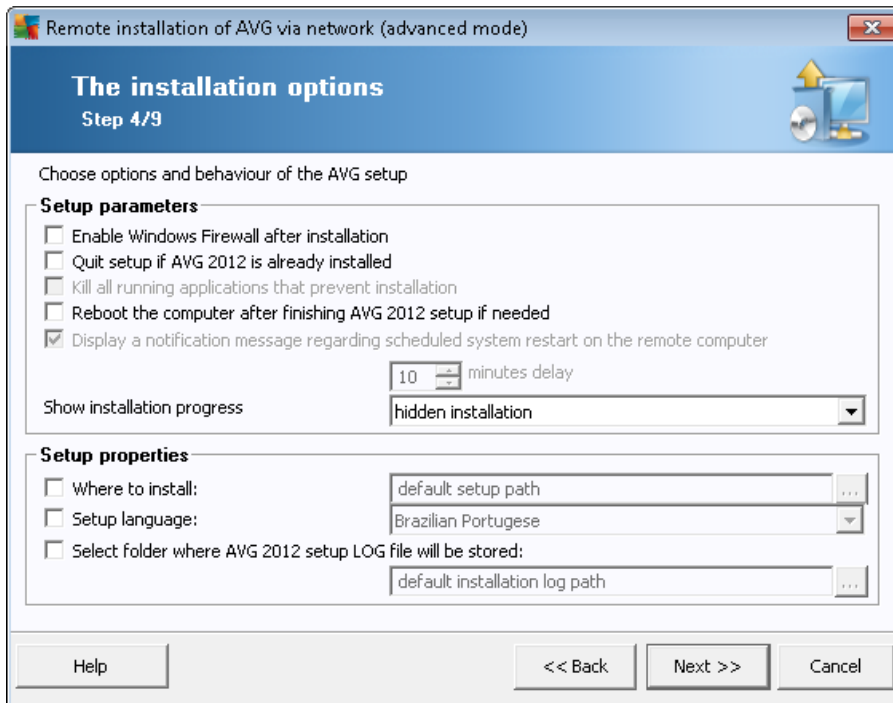 Remote installation of AVG via network (advanced mode)
The installation options
Step 4/9
Choose options and behaviour of the AVG setup
Setup parameters
Enable Windows Firewall after installation
Quit setup if AVG 2012 is already installed
Kill all running applications that prevent installation
Reboot the computer after finishing AVG 2012 setup if needed
Display a notification message regarding scheduled system restart on the remote computer
10 minutes delay
Show installation progress hidden installation
Setup properties
Where to install: default setup path ...
Setup language: Brazilian Portugese
Select folder where AVG 2012 setup LOG file will be stored:
default installation log path ...
Help << Back Next >> Cancel